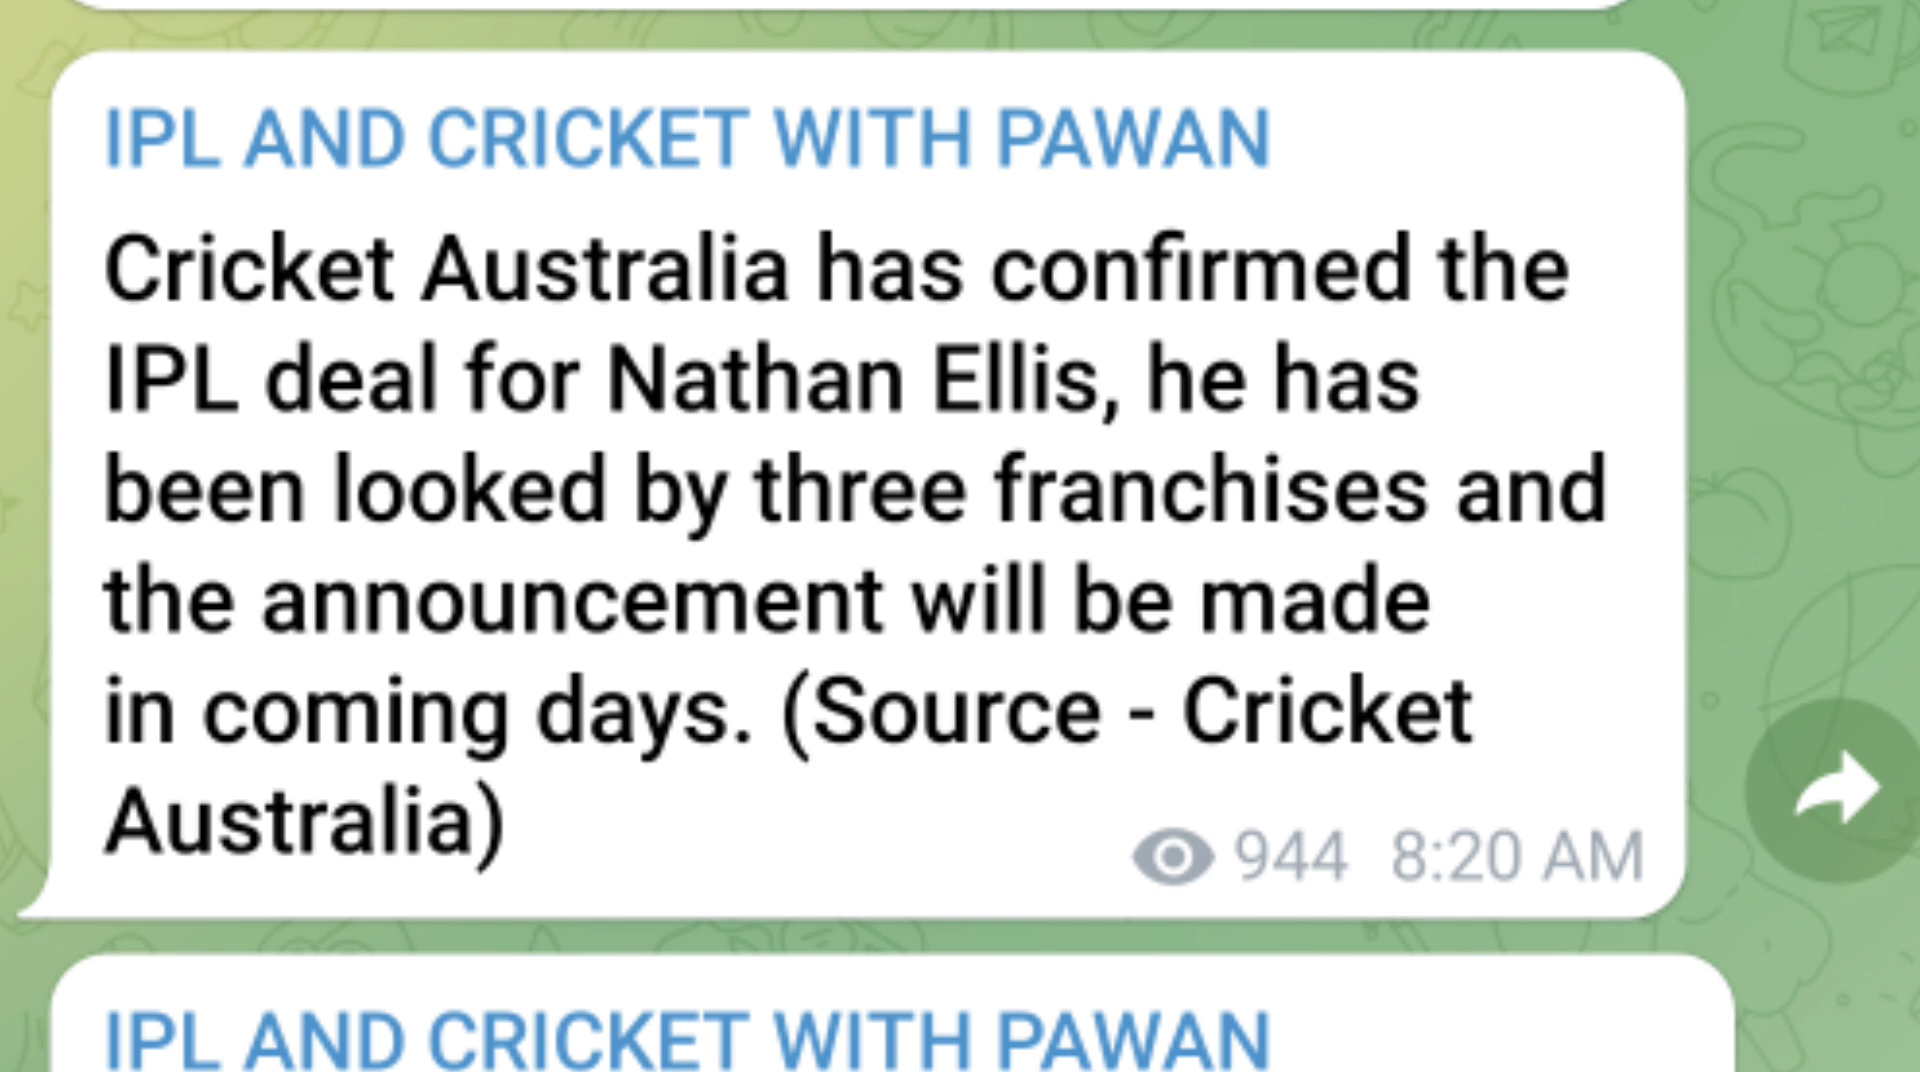 IPL AND CRICKET WITH PAWAN
Cricket Australia has confirmed the
IPL deal for Nathan Ellis, he has
been looked by three franchises and
the announcement will be made
in coming days. (Source - Cricket
Australia)
944 8:20 AM
IPL AND CRICKET WITH PAWAN